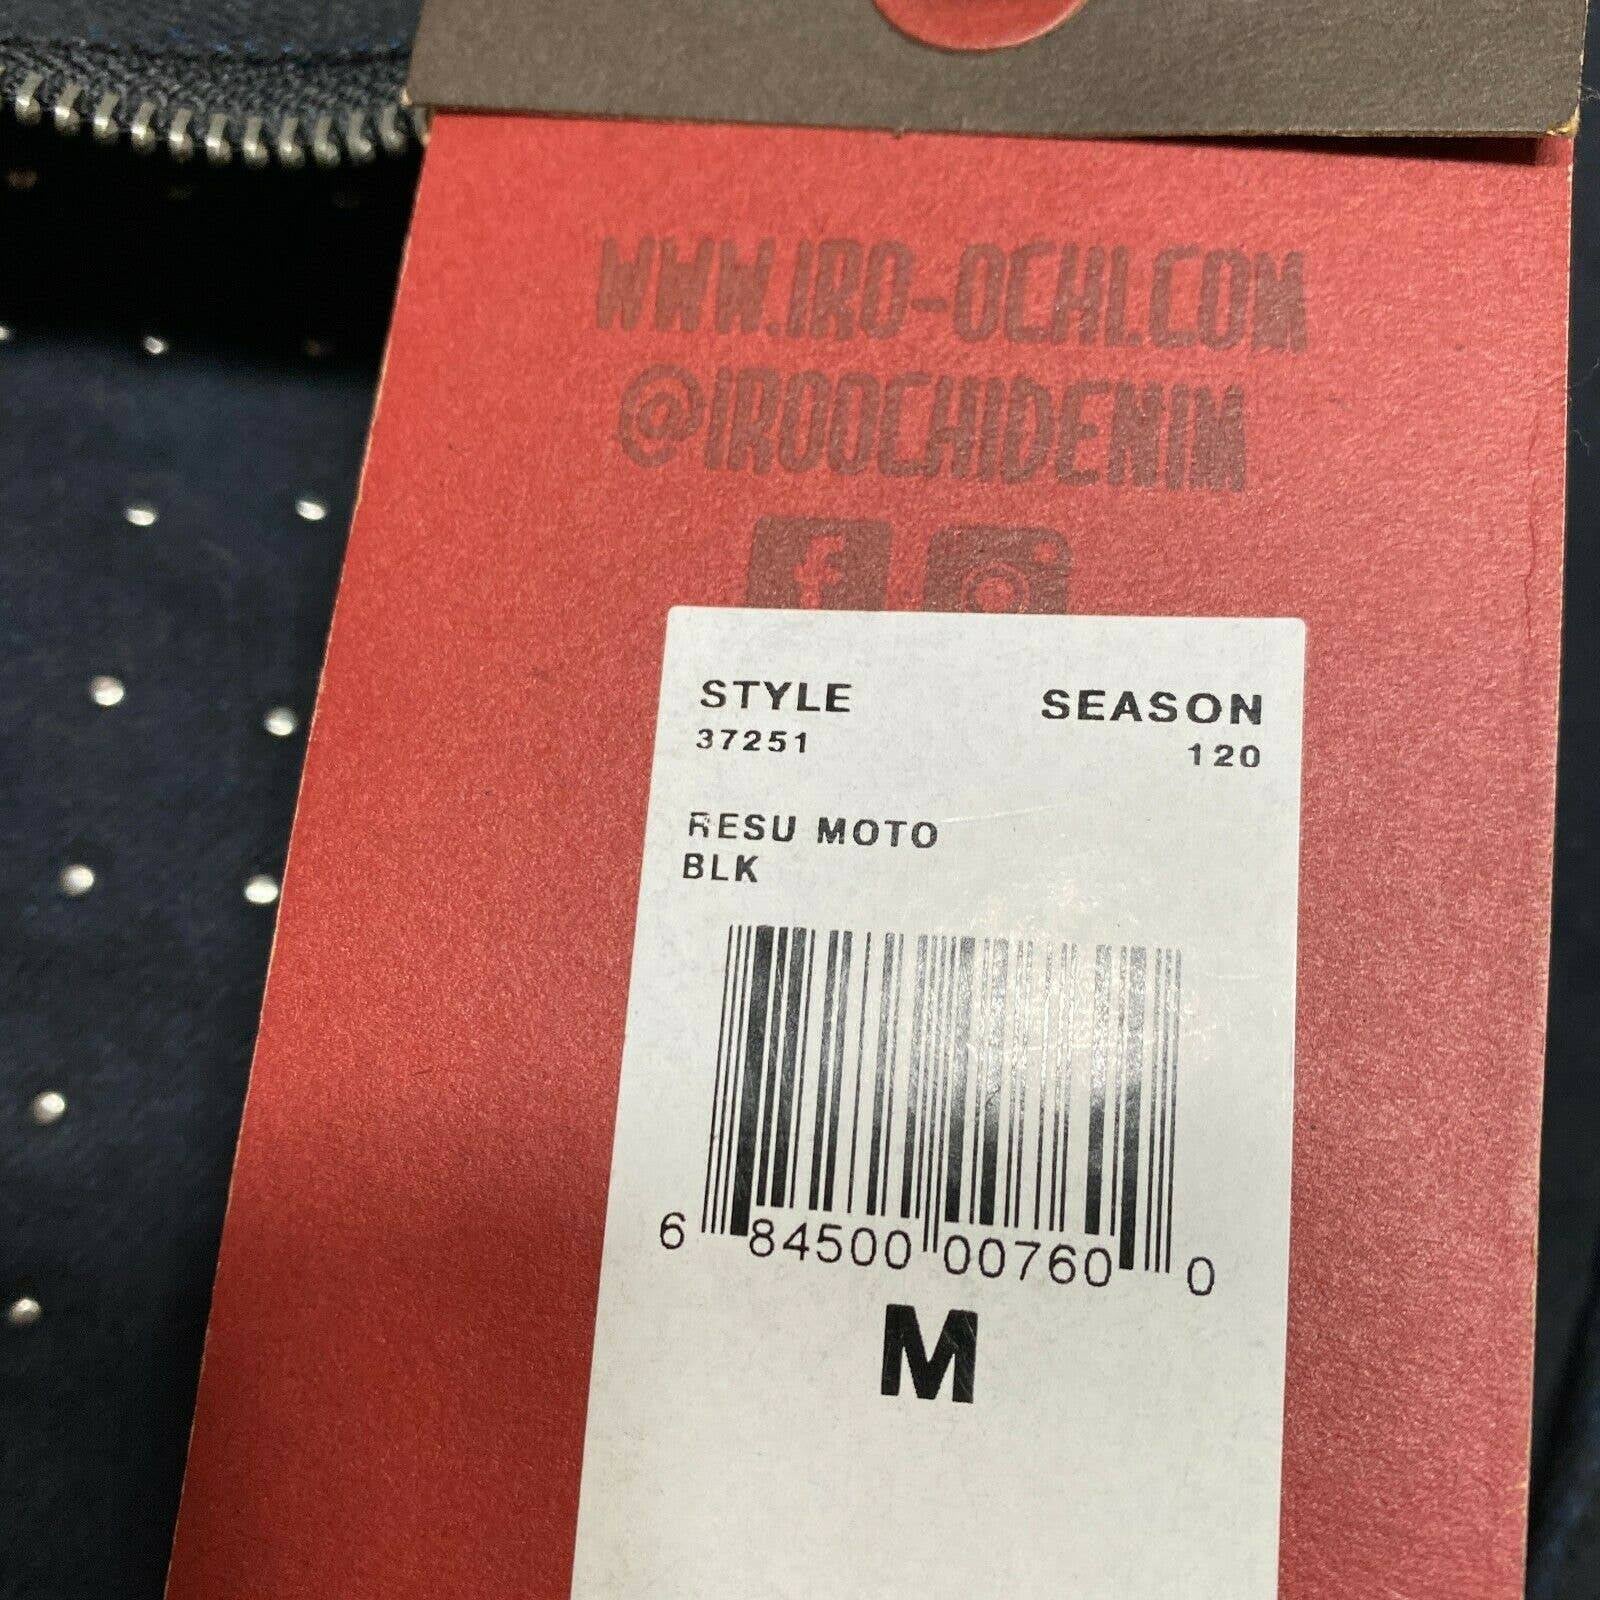 WWW.IRO-OCHI.COM
@IROOCHIDENIM
f
STYLE SEASON
37251 120
RESU MOTO
BLK
6 84500 00760 0
M